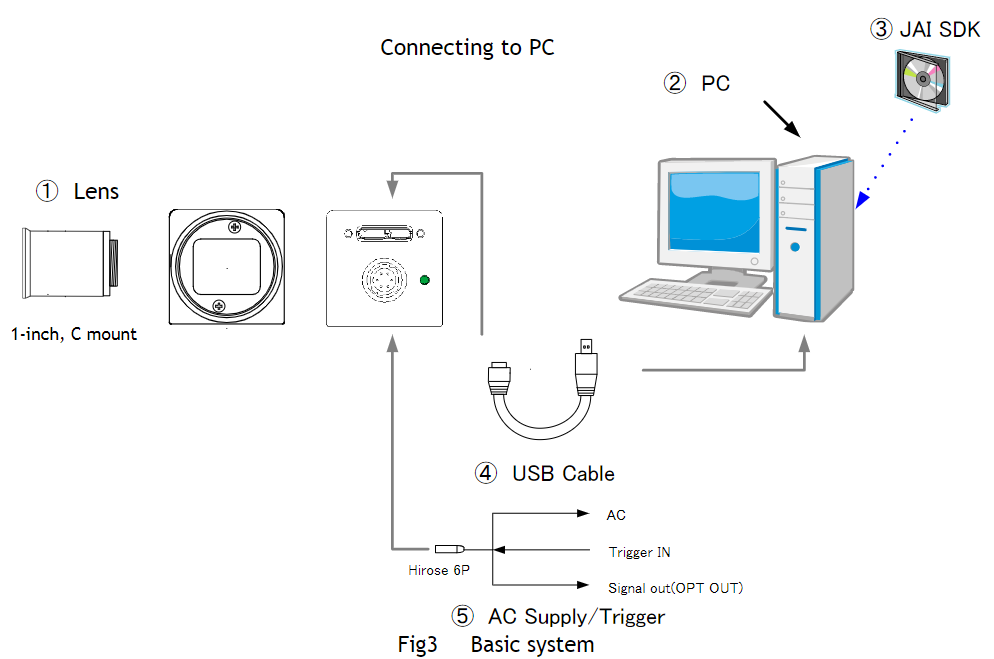 Connecting to PC
③ JAI SDK
② PC
① Lens
1-inch, C mount
④ USB Cable
AC
Trigger IN
Hirose 6P
Signal out(OPT OUT)
⑤ AC Supply/Trigger
Fig3 Basic system